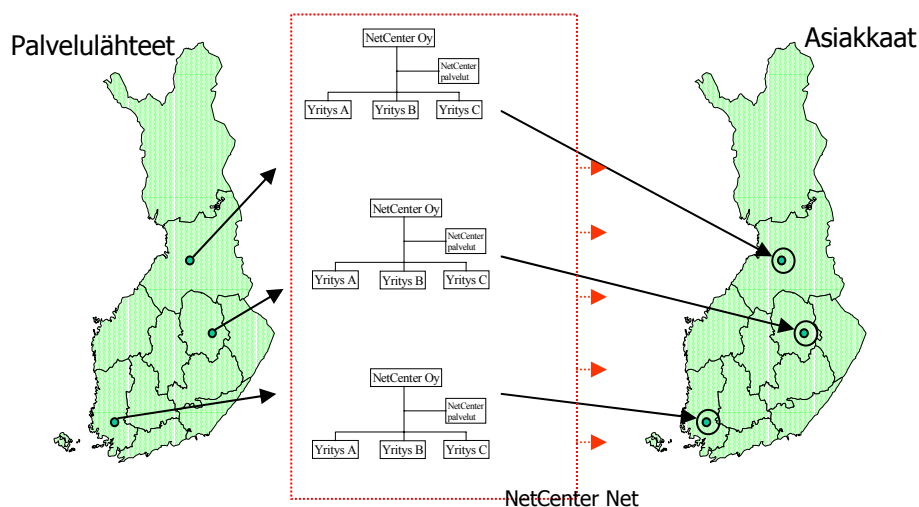 Palvelulähteet
Asiakkaat
NetCenter Oy
NetCenter
palvelut
Yritys A
Yritys B
Yritys C
NetCenter Oy
NetCenter
palvelut
Yritys A
Yritys B
Yritys C
NetCenter Oy
NetCenter
palvelut
Yritys A
Yritys B
Yritys C
NetCenter Net